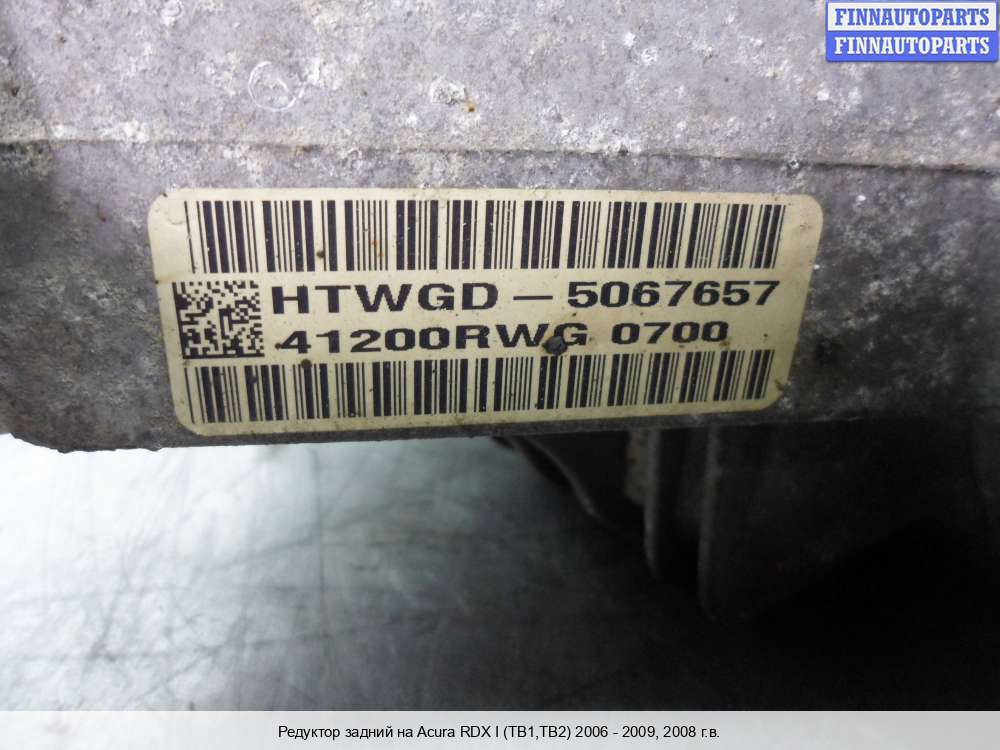 FINNAUTOPARTS
FINNAUTOPARTS
HTWGD – 5067657
41200RWG 0700
Редуктор задний на Acura RDX I (TB1,TB2) 2006 - 2009, 2008 г.в.